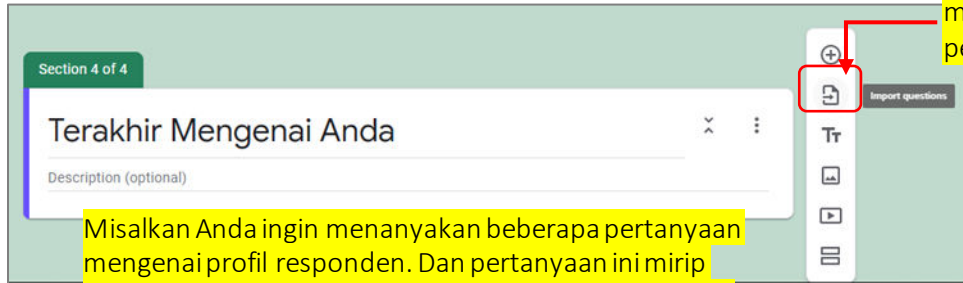 Section 4 of 4
Terakhir Mengenai Anda
Description (optional)
Import questions
Tт
Misalkan Anda ingin menanyakan beberapa pertanyaan
mengenai profil responden. Dan pertanyaan ini mirip